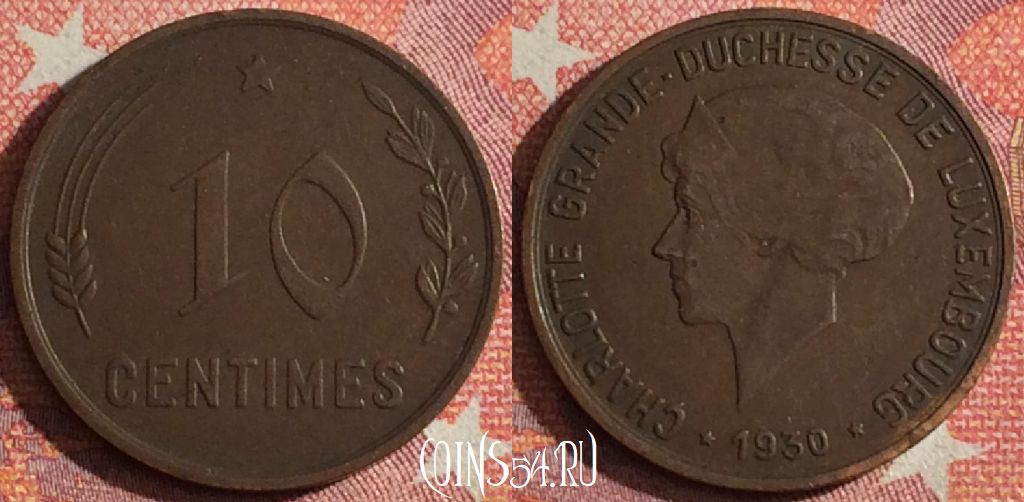 10
CENTIMES
CHARLOTTE GRANDE-DUCHESSE DE LUXEMBOURG
* 1930 *
COINS54.RU